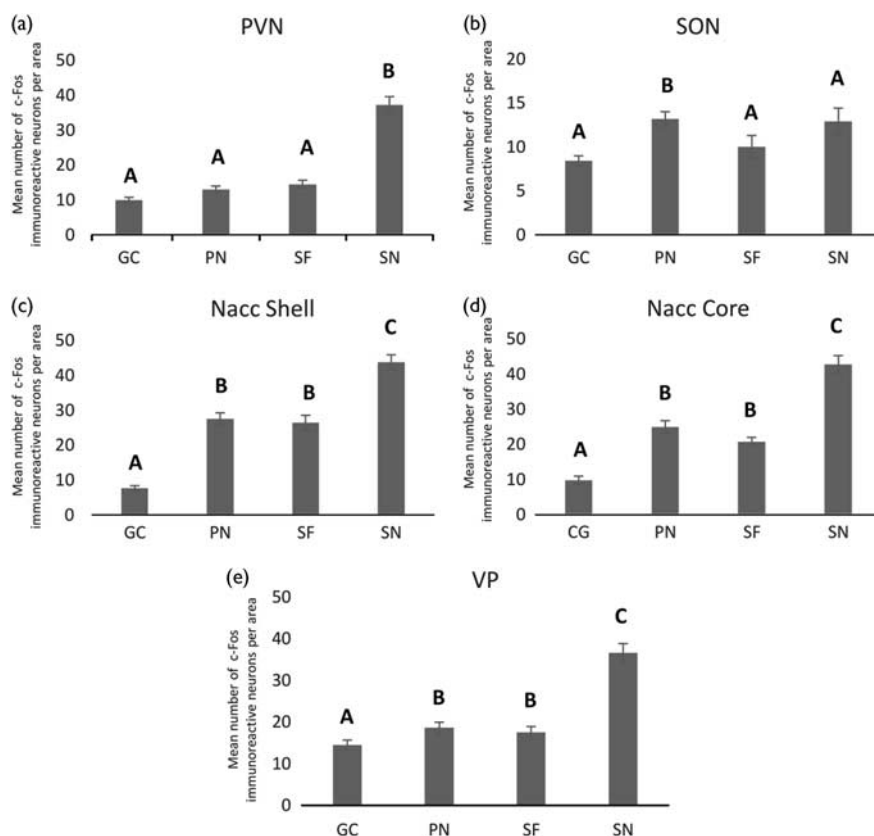 (a)
PVN
Mean number of c-Fos
immunoreactive neurons per area
50
40
30
20
10
0
A
A
A
B
GC PN SF SN
(b)
SON
Mean number of c-Fos
immunoreactive neurons per area
20
15
10
5
0
A
B
A
A
GC PN SF SN
(c)
Nacc Shell
Mean number of c-Fos
immunoreactive neurons per area
50
40
30
20
10
0
A
B
B
C
GC PN SF SN
(d)
Nacc Core
Mean number of c-Fos
immunoreactive neurons per area
50
40
30
20
10
0
A
B
B
C
CG PN SF SN
(e)
VP
Mean number of c-Fos
immunoreactive neurons per area
50
40
30
20
10
0
A
B
B
C
GC PN SF SN